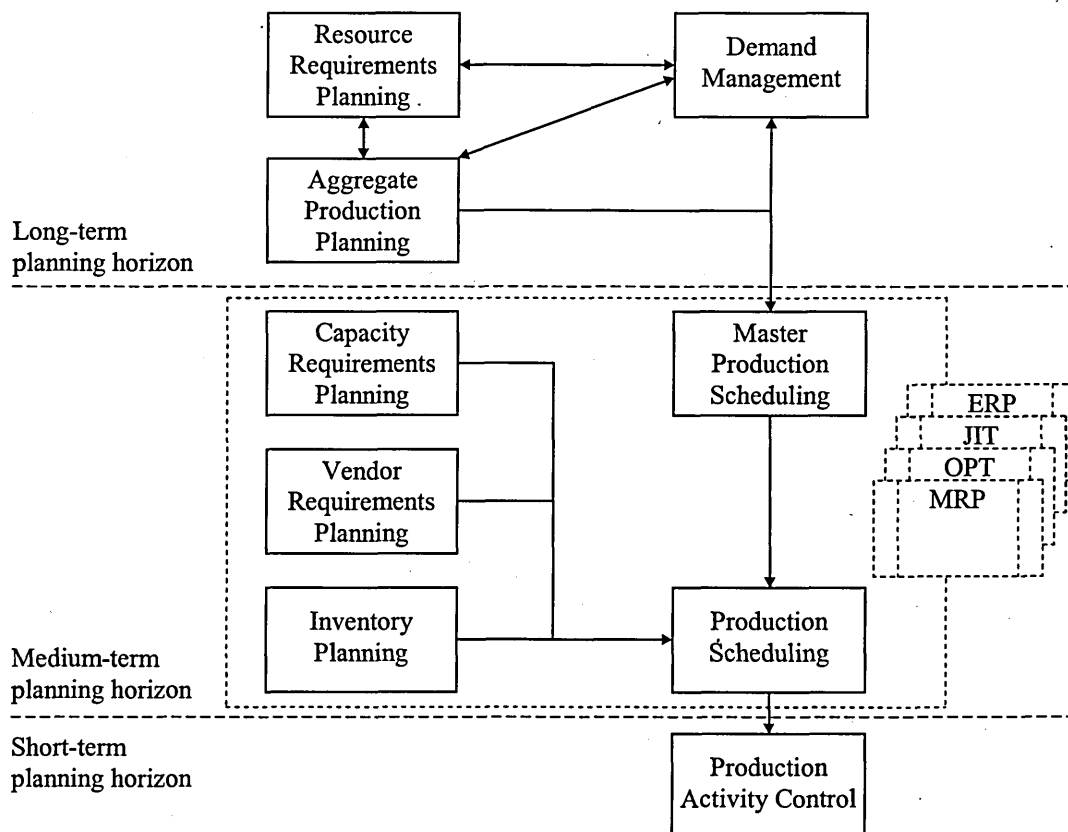 Resource
Requirements
Planning
Demand
Management
Aggregate
Production
Planning
Long-term
planning horizon
Capacity
Requirements
Planning
Master
Production
Scheduling
ERP
JIT
OPT
MRP
Vendor
Requirements
Planning
Inventory
Planning
Production
Scheduling
Medium-term
planning horizon
Short-term
planning horizon
Production
Activity Control